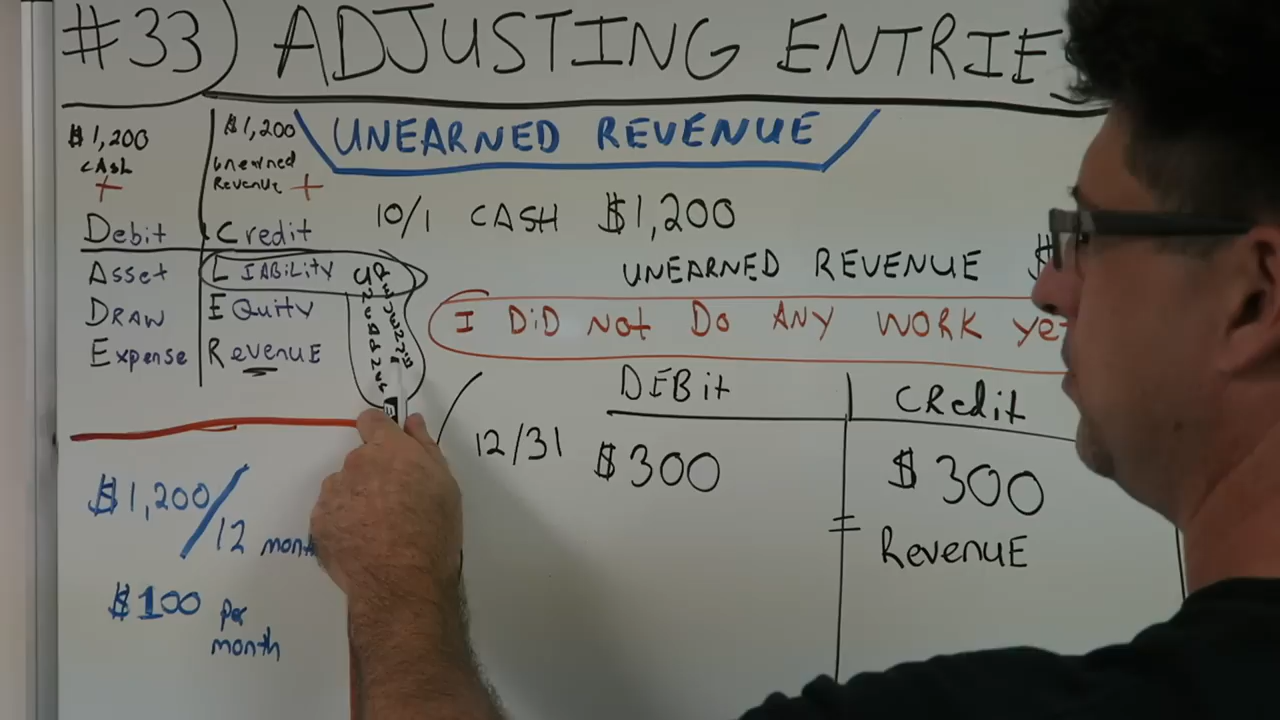 #33) ADJUSTING ENTRIE
$1,200
CASH
+
$1,200
Unearned
Revenue +
UNEARNED REVENUE
Debit Credit
Asset LIABILITY
DRAW EQuity
Expense RevenuE
10/1 CASH $1,200
UNEARNED REVENUE $
I DiD Not Do ANY WORK yet
DEBit CRedit
12/31 $300 $300
RevenuE
$1,200/
12 month
$100 per
month